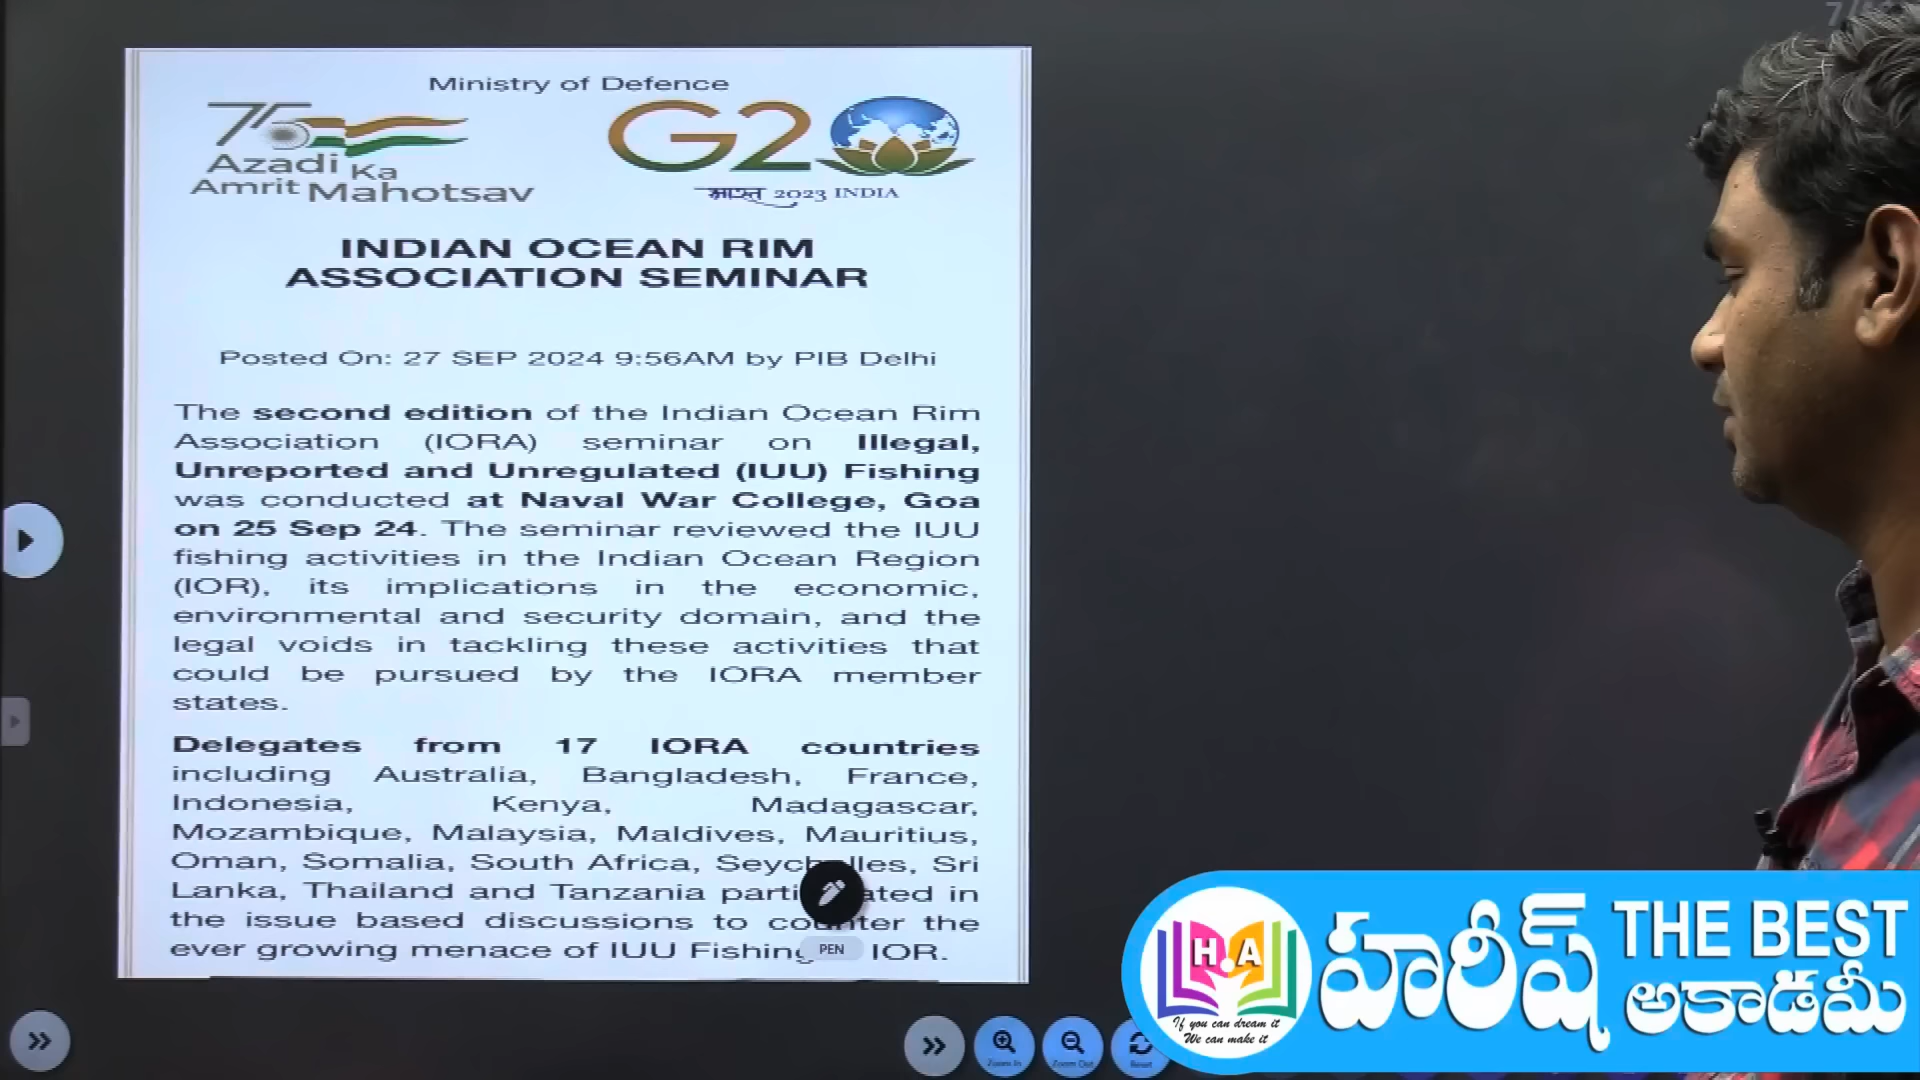 7/
Ministry of Defence
75
Azadi Ka
Amrit Mahotsav
G20
भारत 2023 INDIA
INDIAN OCEAN RIM
ASSOCIATION SEMINAR
Posted On: 27 SEP 2024 9:56AM by PIB Delhi
The second edition of the Indian Ocean Rim
Association (IORA) seminar on Illegal,
Unreported and Unregulated (IUU) Fishing
was conducted at Naval War College, Goa
on 25 Sep 24. The seminar reviewed the IUU
fishing activities in the Indian Ocean Region
(IOR), its implications in the economic,
environmental and security domain, and the
legal voids in tackling these activities that
could be pursued by the IORA member
states.
Delegates from 17 IORA countries
including Australia, Bangladesh, France,
Indonesia, Kenya, Madagascar,
Mozambique, Malaysia, Maldives, Mauritius,
Oman, Somalia, South Africa, Seychelles, Sri
Lanka, Thailand and Tanzania participated in
the issue based discussions to counter the
ever growing menace of IUU Fishing IOR.
PEN
Zoom In
Zoom Out
Reset
H.A
If you can dream it
We can make it
హరీష్ THE BEST
అకాడమీ